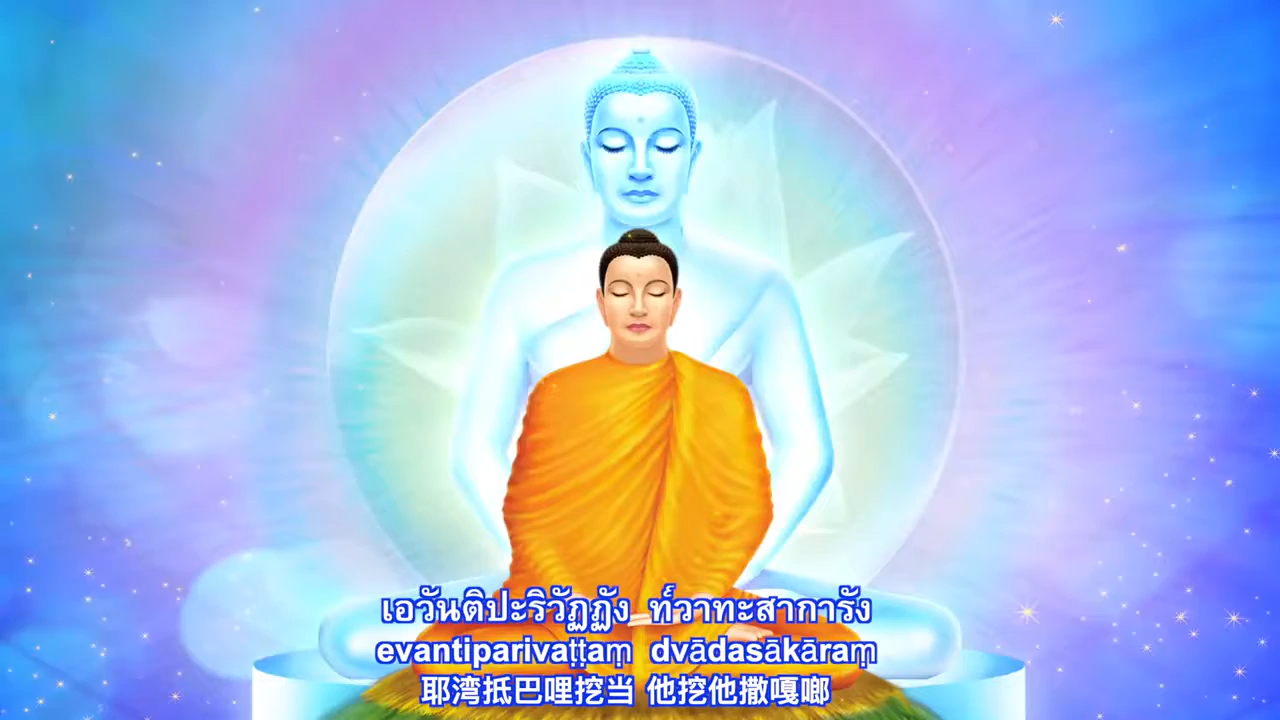 เอวันติปะริวัฏฏัง ท์วาทะสาการัง
evantiparivaṭṭaṃ dvādasākāraṃ
耶湾抵巴哩挖当 他挖他撒嘎啷